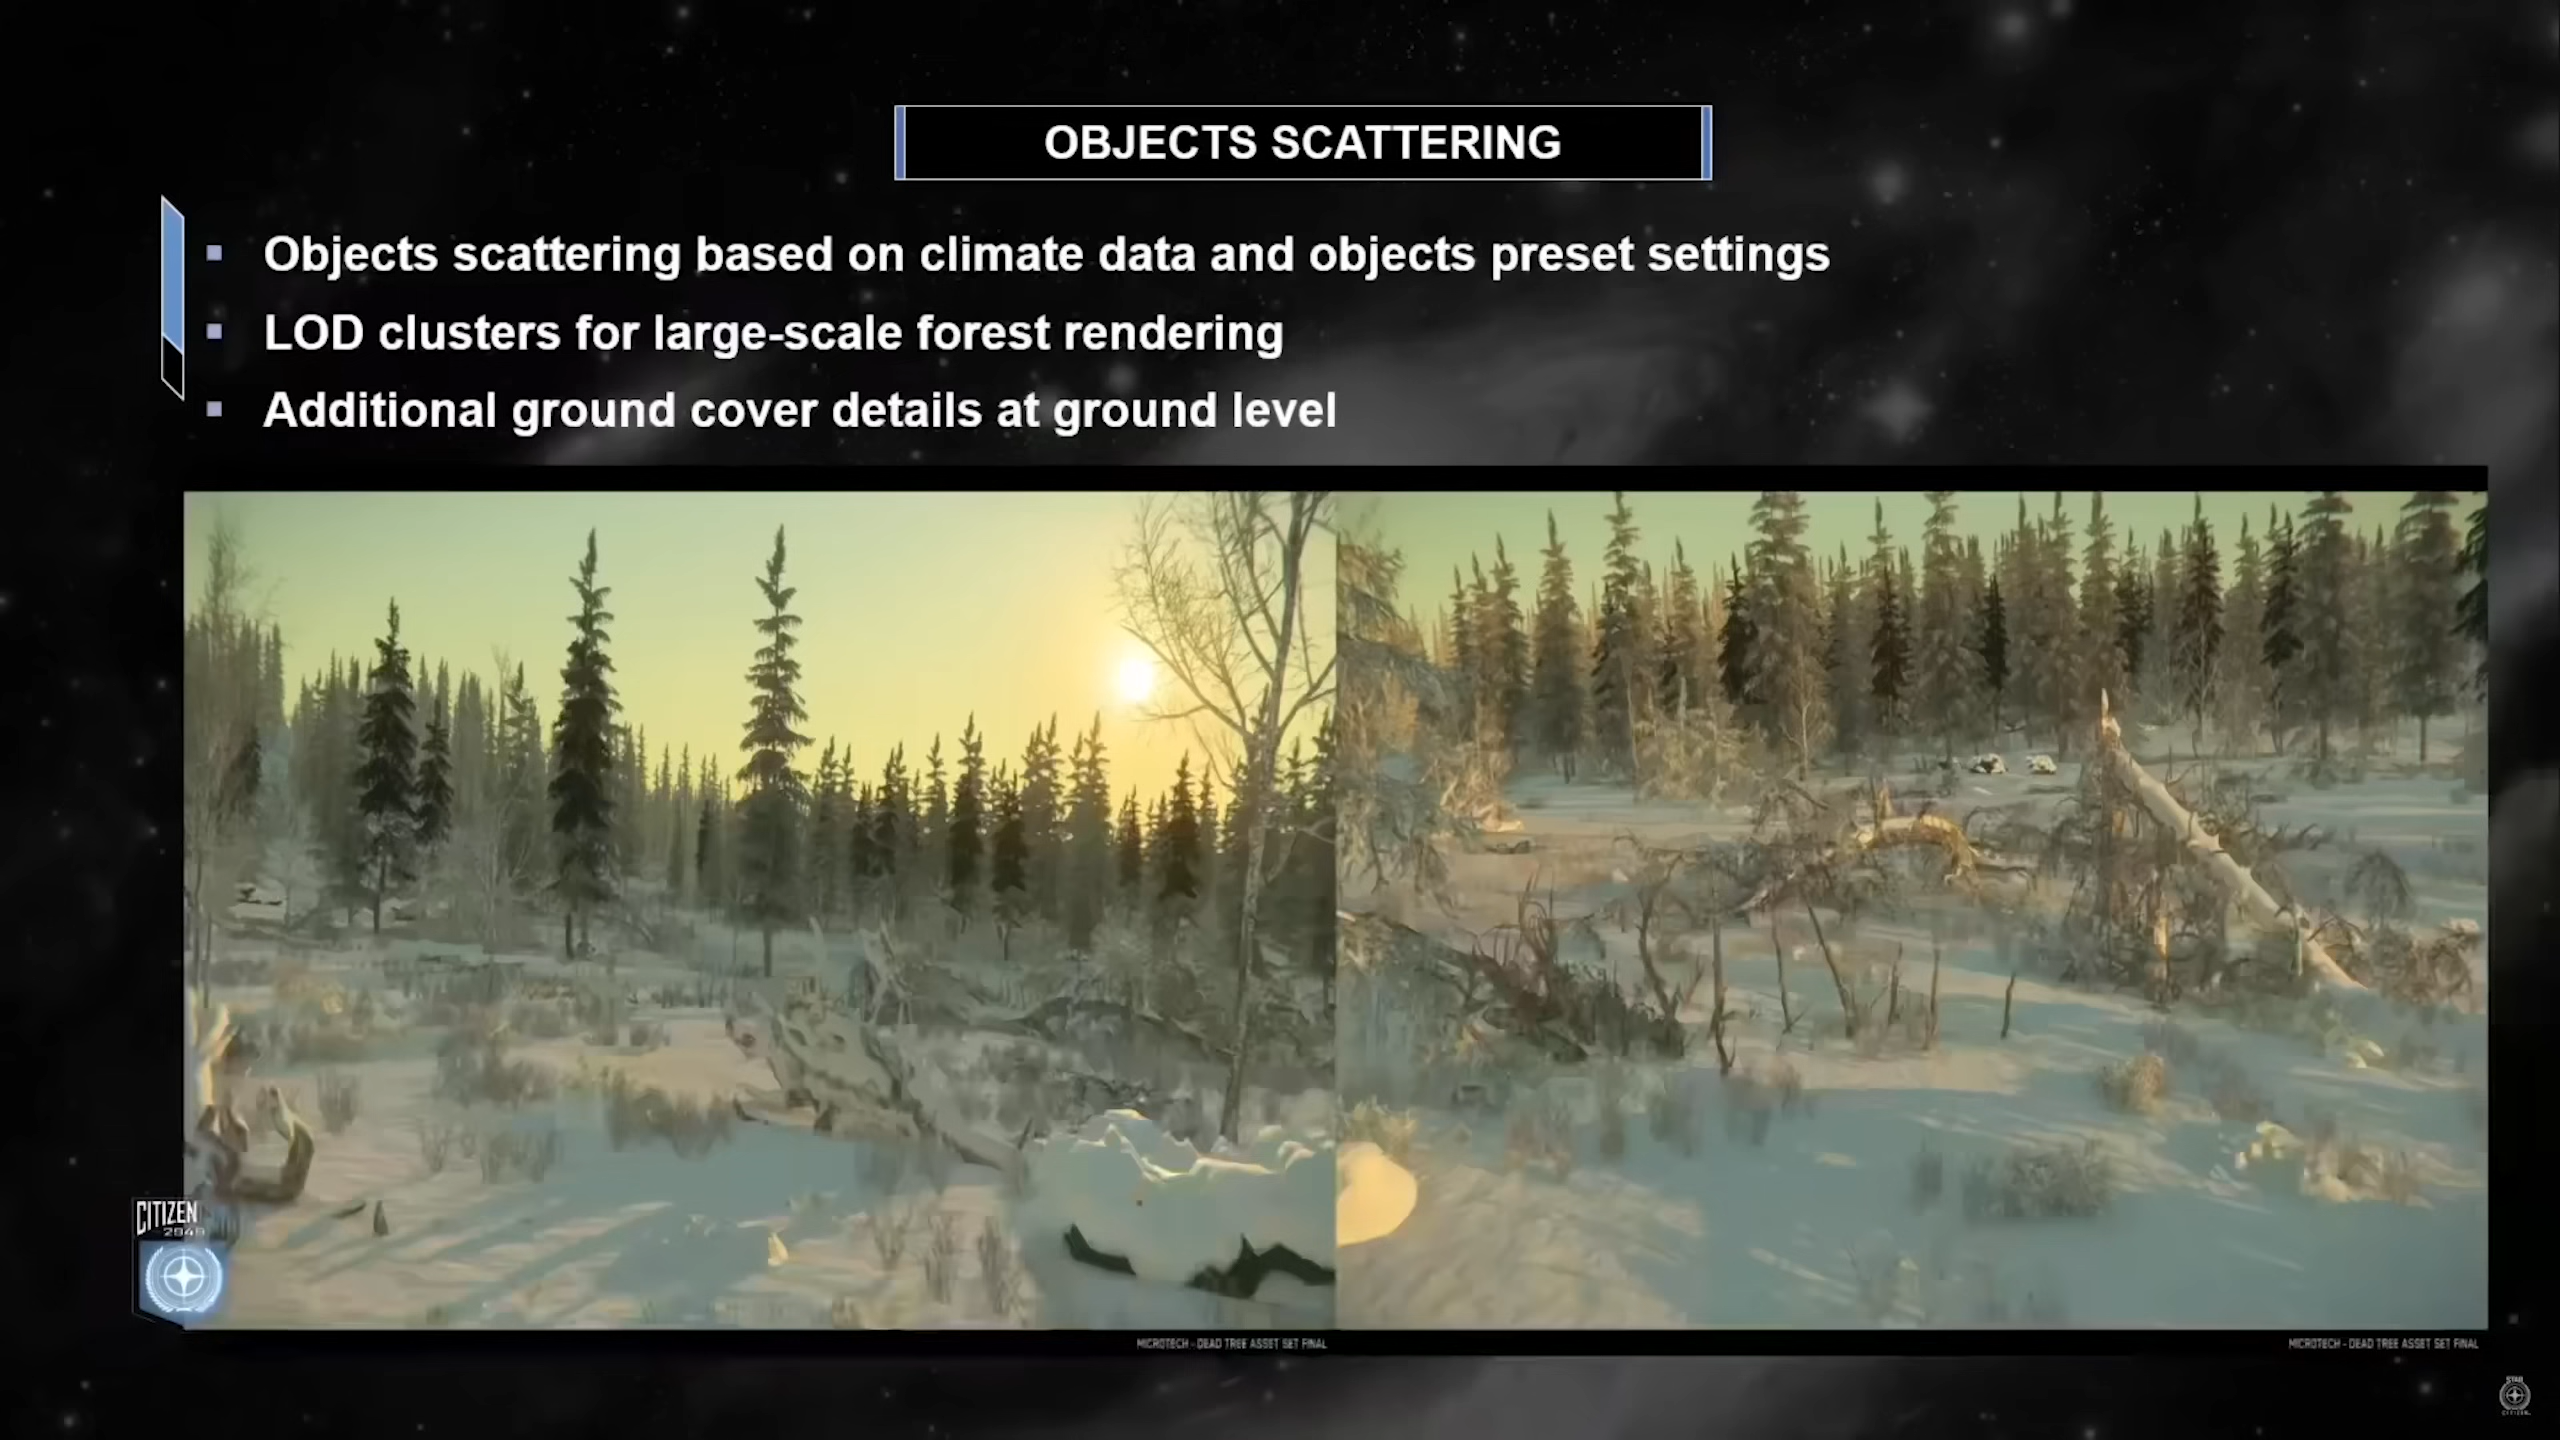 OBJECTS SCATTERING
Objects scattering based on climate data and objects preset settings
LOD clusters for large-scale forest rendering
Additional ground cover details at ground level
CITIZEN
2949
MICROTECH - DEAD TREE ASSET SET FINAL
MICROTECH - DEAD TREE ASSET SET FINAL
STAR
CITIZEN